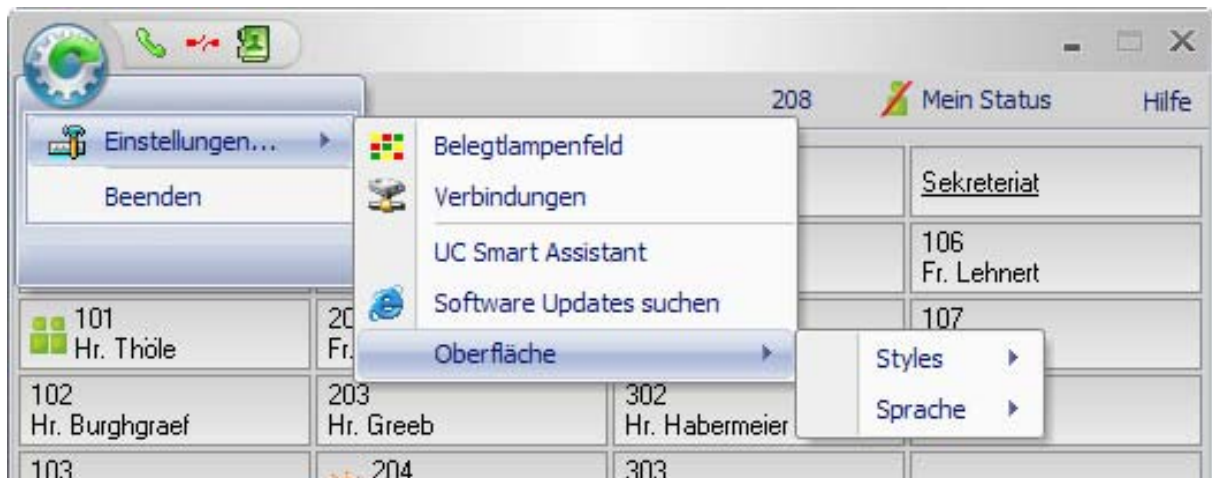 208
Mein Status
Hilfe
Einstellungen...
Beenden
Belegtlampenfeld
Verbindungen
UC Smart Assistant
Software Updates suchen
Oberfläche
Styles
Sprache
Sekreteriat
106
Fr. Lehnert
101
Hr. Thöle
20
Fr.
107
102
Hr. Burghgraef
203
Hr. Greeb
302
Hr. Habermeier
103
204
303